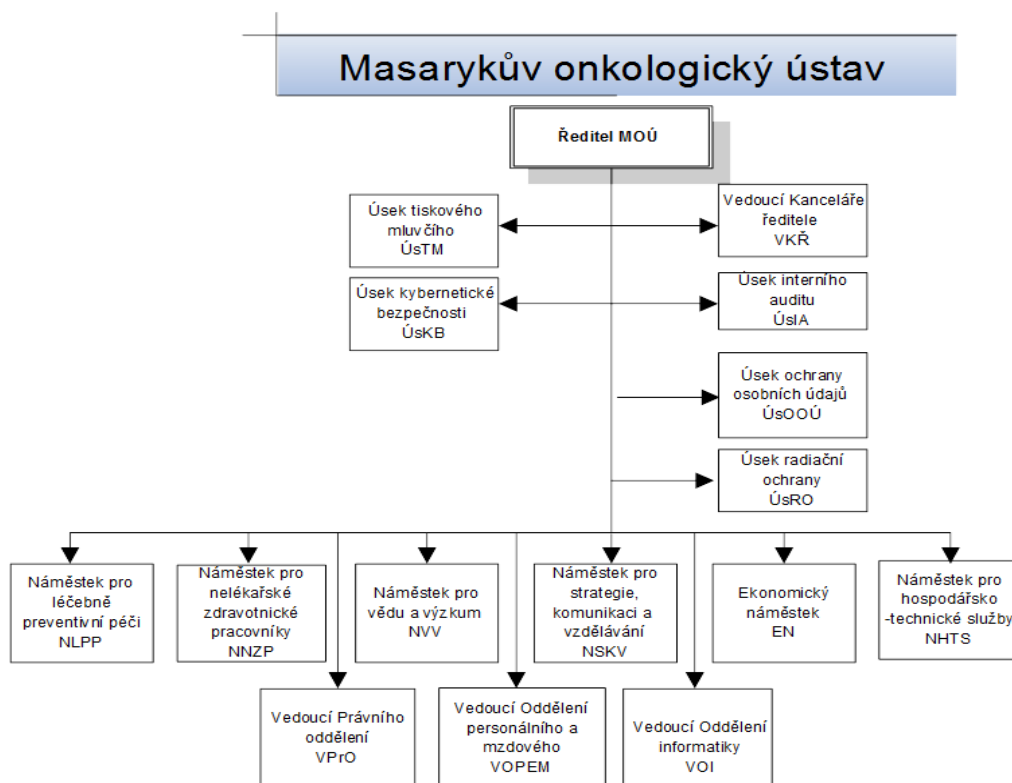 Masarykův onkologický ústav
Ředitel MOÚ
Úsek tiskového
mluvčího
ÚsTM
Vedoucí Kanceláře
ředitele
VKŘ
Úsek kybernetické
bezpečnosti
ÚsKB
Úsek interního
auditu
ÚsIA
Úsek ochrany
osobních údajů
ÚsOOÚ
Úsek radiační
ochrany
ÚsRO
Náměstek pro
léčebně
preventivní péči
NLPP
Náměstek pro
nelékařské
zdravotnické
pracovníky
NNZP
Náměstek pro
vědu a výzkum
NVV
Náměstek pro
strategie,
komunikaci a
vzdělávání
NSKV
Ekonomický
náměstek
EN
Náměstek pro
hospodářsko
-technické služby
NHTS
Vedoucí Právního
oddělení
VPrO
Vedoucí Oddělení
personálního a
mzdového
VOPEM
Vedoucí Oddělení
informatiky
VOI